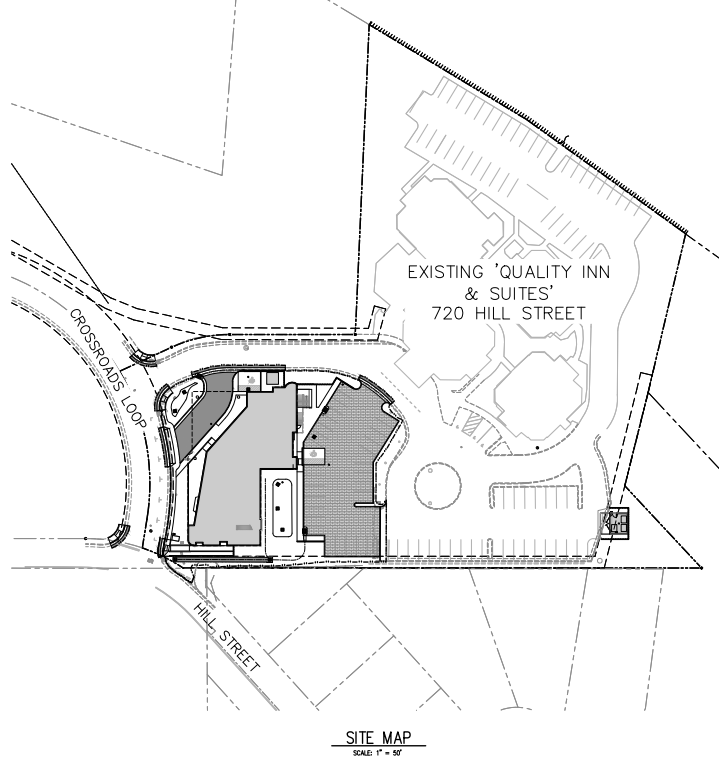 EXISTING 'QUALITY INN
& SUITES'
720 HILL STREET
CROSSROADS LOOP
HILL STREET
SITE MAP
SCALE: 1" = 50'